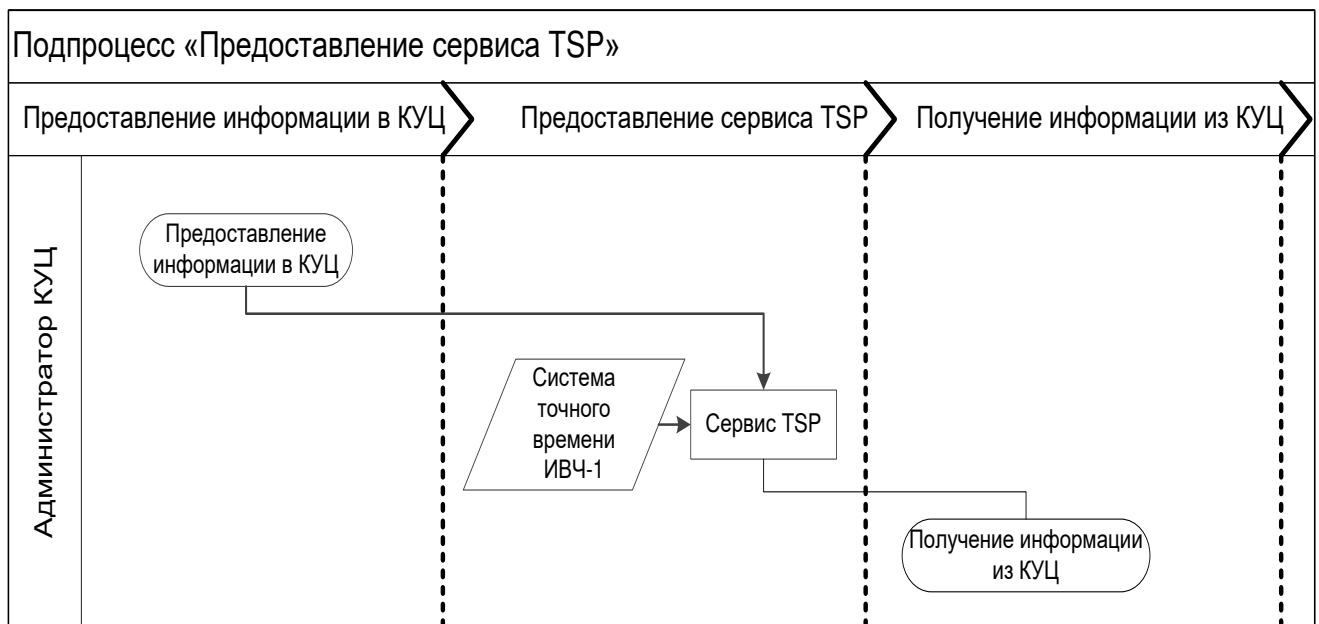 Подпроцесс «Предоставление сервиса TSP»
Предоставление информации в КУЦ
Предоставление сервиса TSP
Получение информации из КУЦ
Администратор КУЦ
Предоставление
информации в КУЦ
Система
точного
времени
ИВЧ-1
Сервис TSP
Получение информации
из КУЦ